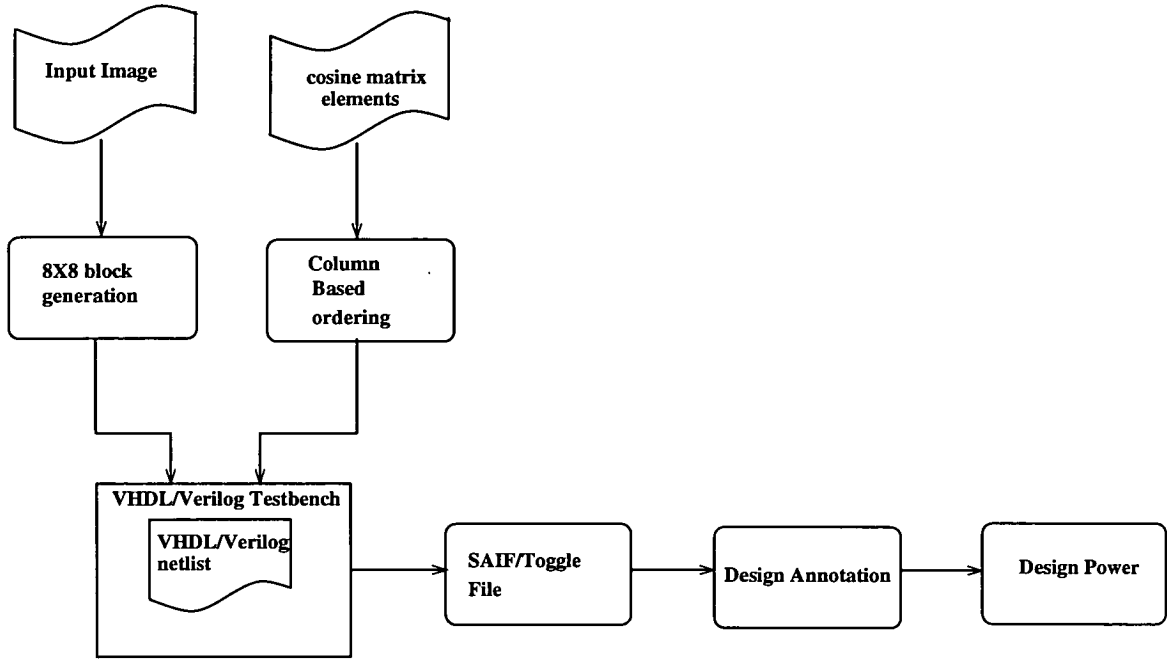 Input Image
cosine matrix
elements
8X8 block
generation
Column
Based
ordering
VHDL/Verilog Testbench
VHDL/Verilog
netlist
SAIF/Toggle
File
Design Annotation
Design Power